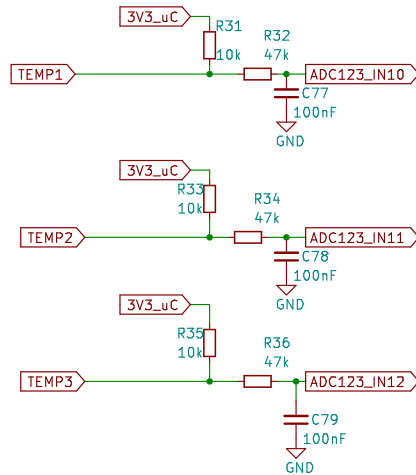 3V3_uC
R31
10k
R32
47k
TEMP1
ADC123_IN10
C77
100nF
GND
3V3_uC
R33
10k
R34
47k
TEMP2
ADC123_IN11
C78
100nF
GND
3V3_uC
R35
10k
R36
47k
TEMP3
ADC123_IN12
C79
100nF
GND